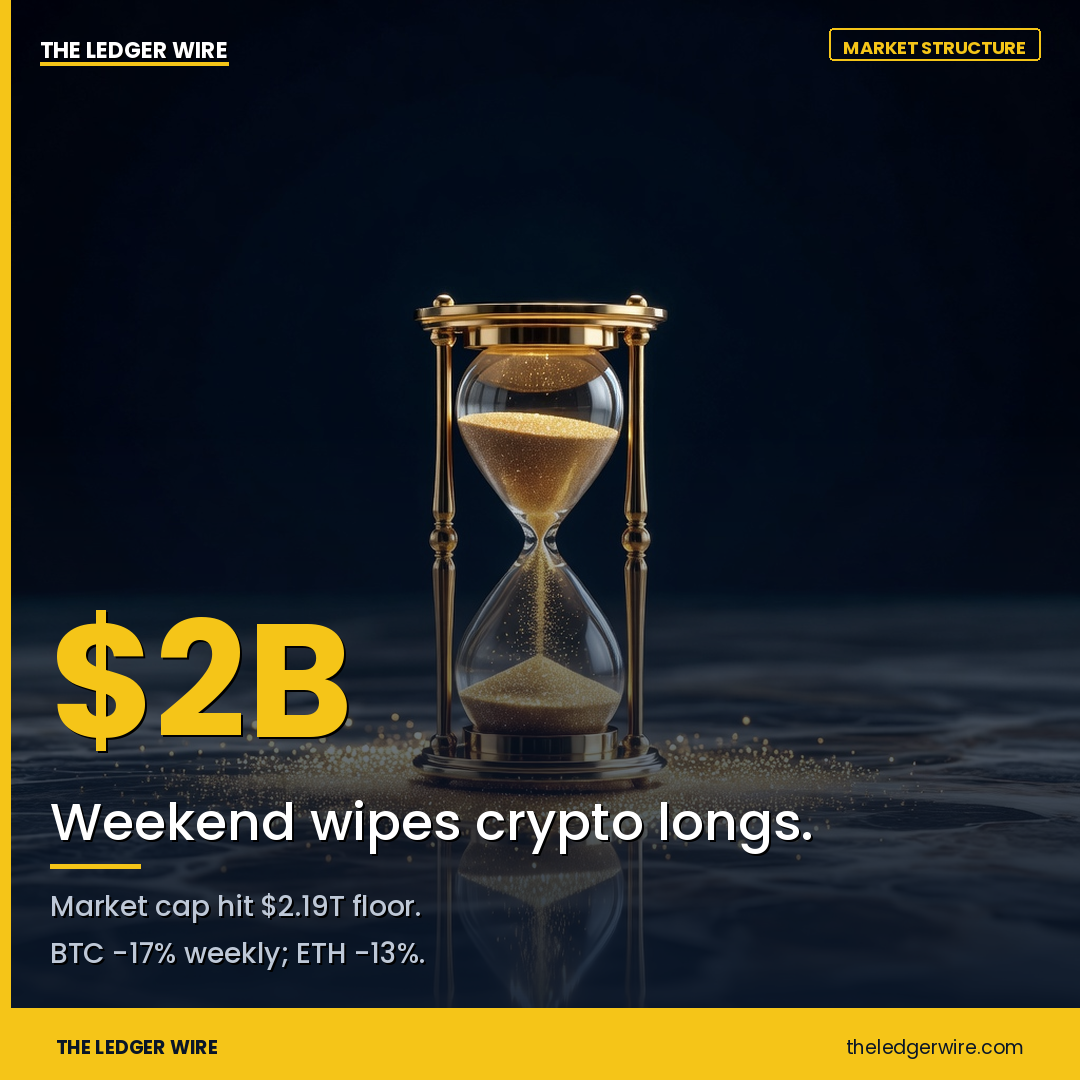 THE LEDGER WIRE
MARKET STRUCTURE
$2B
Weekend wipes crypto longs.
Market cap hit $2.19T floor.
BTC -17% weekly; ETH -13%.
THE LEDGER WIRE
theledgerwire.com